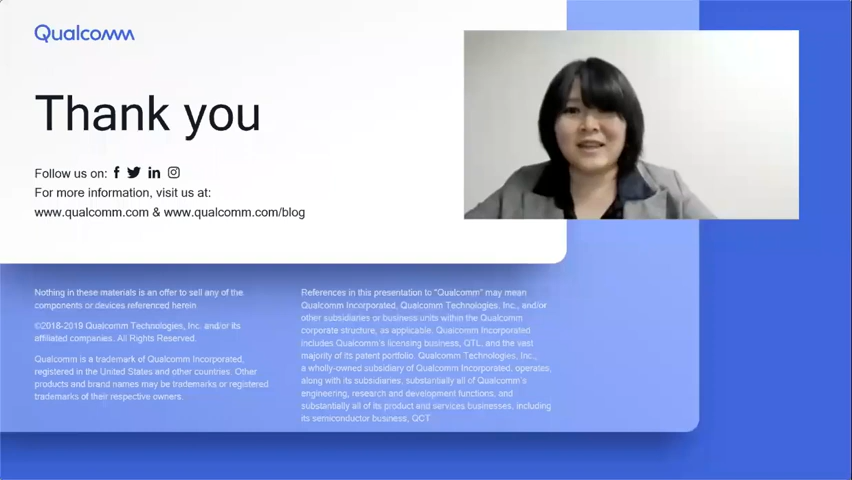 Qualcomm
Thank you
Follow us on:
For more information, visit us at:
www.qualcomm.com & www.qualcomm.com/blog
Nothing in these materials is an offer to sell any of the
components or devices referenced herein
©2018-2019 Qualcomm Technologies, Inc. and/or its
affiliated companies. All Rights Reserved.
Qualcomm is a trademark of Qualcomm Incorporated,
registered in the United States and other countries. Other
products and brand names may be trademarks or registered
trademarks of their respective owners.
References in this presentation to "Qualcomm" may mean
Qualcomm Incorporated, Qualcomm Technologies, Inc., and/or
other subsidiaries or business units within the Qualcomm
corporate structure, as applicable. Qualcomm Incorporated
includes Qualcomm's licensing business, QTL, and the vast
majority of its patent portfolio. Qualcomm Technologies, Inc.,
a wholly-owned subsidiary of Qualcomm Incorporated, operates,
along with its subsidiaries, substantially all of Qualcomm's
engineering, research and development functions, and
substantially all of its product and services businesses, including
its semiconductor business, QCT